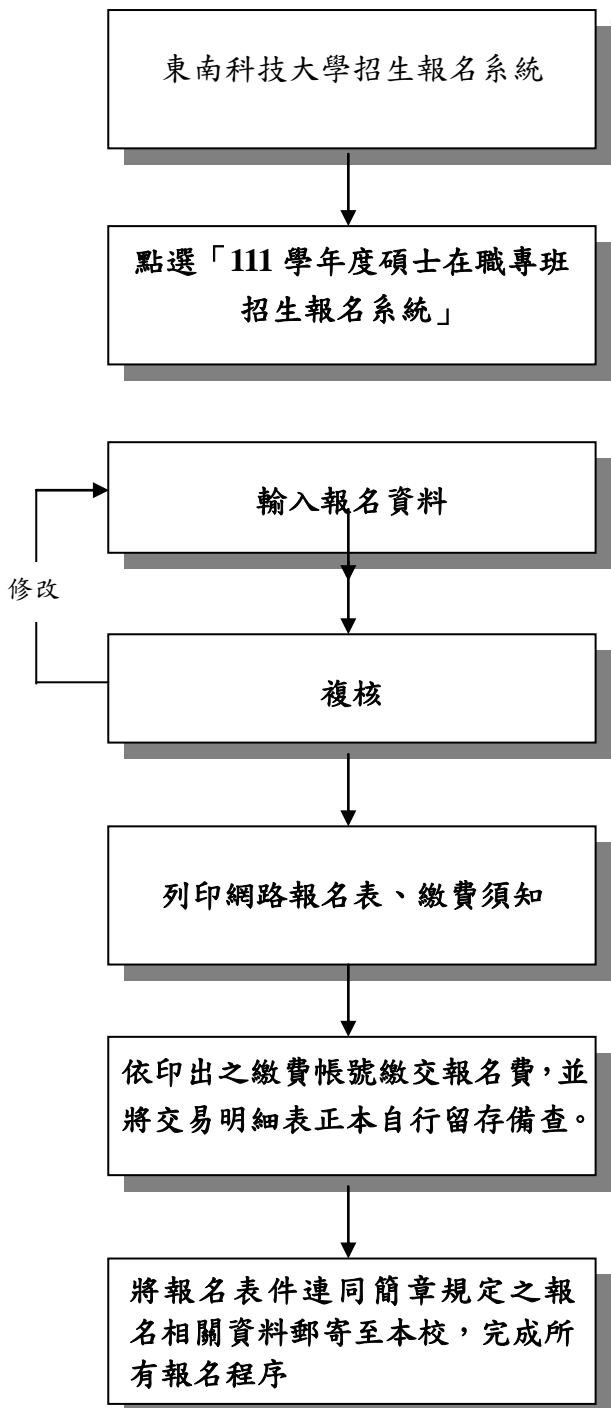 東南科技大學招生報名系統
點選「111 學年度碩士在職專班
招生報名系統」
輸入報名資料
修改
複核
列印網路報名表、繳費須知
依印出之繳費帳號繳交報名費，並
將交易明細表正本自行留存備查。
將報名表件連同簡章規定之報
名相關資料郵寄至本校，完成所
有報名程序